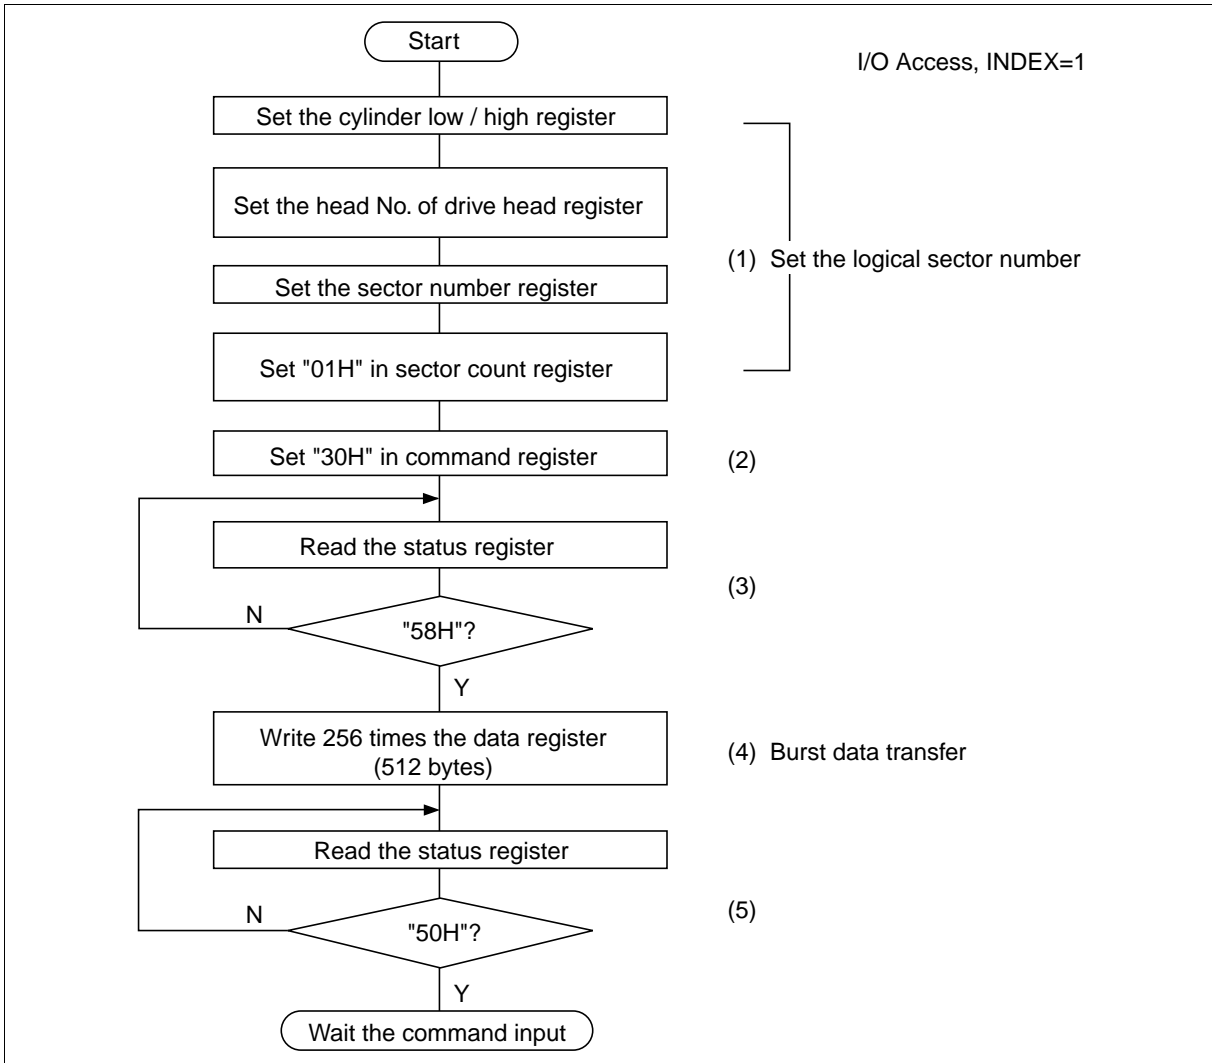 Start
I/O Access, INDEX=1
Set the cylinder low / high register
Set the head No. of drive head register
(1) Set the logical sector number
Set the sector number register
Set "01H" in sector count register
Set "30H" in command register
(2)
Read the status register
(3)
N
"58H"?
Y
Write 256 times the data register
(512 bytes)
(4) Burst data transfer
Read the status register
N
"50H"?
(5)
Y
Wait the command input